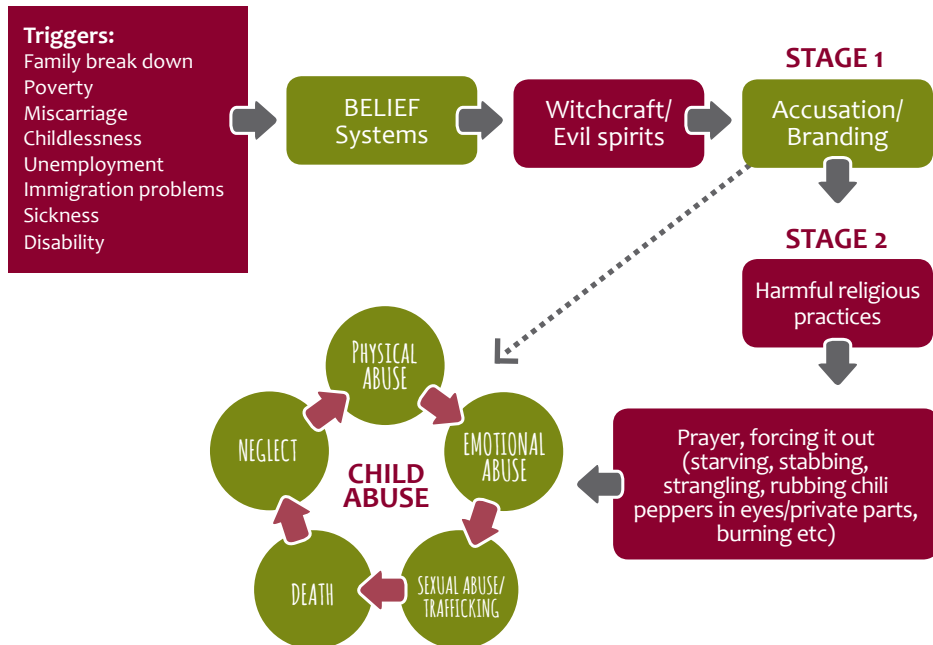 Triggers:
Family break down
Poverty
Miscarriage
Childlessness
Unemployment
Immigration problems
Sickness
Disability
BELIEF
Systems
Witchcraft/
Evil spirits
STAGE 1
Accusation/
Branding
STAGE 2
Harmful religious
practices
Prayer, forcing it out
(starving, stabbing,
strangling, rubbing chili
peppers in eyes/private parts,
burning etc)
PHYSICAL
ABUSE
EMOTIONAL
ABUSE
SEXUAL ABUSE/
TRAFFICKING
DEATH
NEGLECT
CHILD
ABUSE